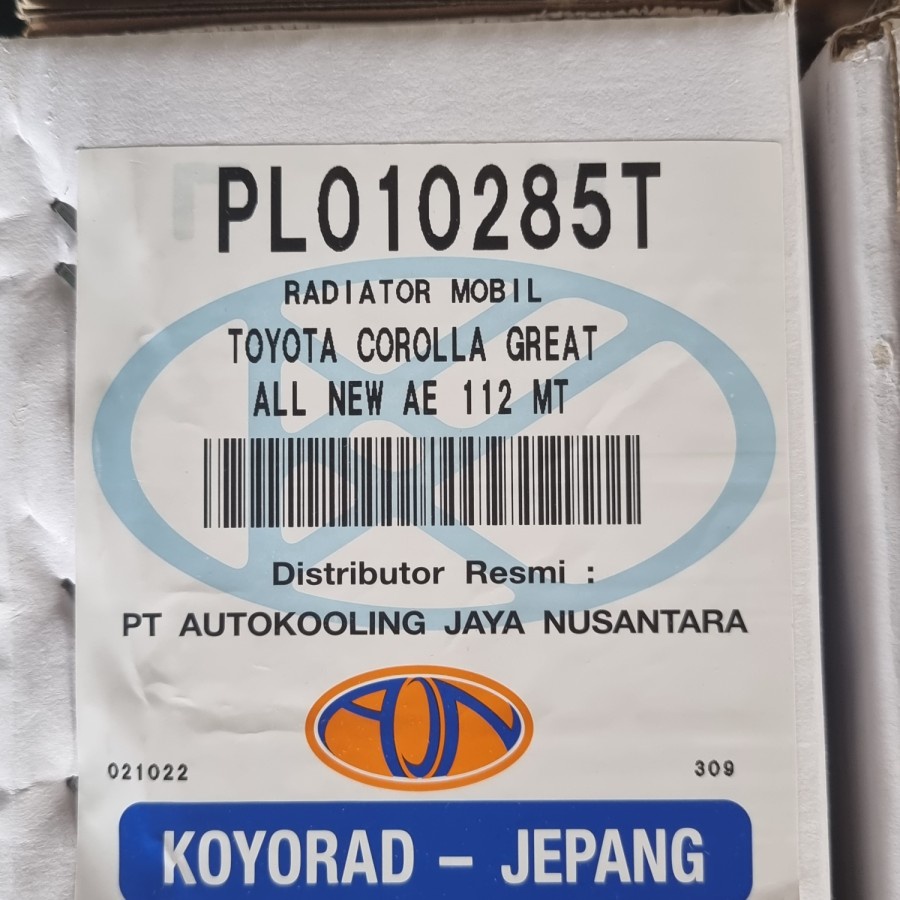 PL010285T
RADIATOR MOBIL
TOYOTA COROLLA GREAT
ALL NEW AE 112 MT
Distributor Resmi :
PT AUTOKOOLING JAYA NUSANTARA
AJN
021022 309
KOYORAD – JEPANG